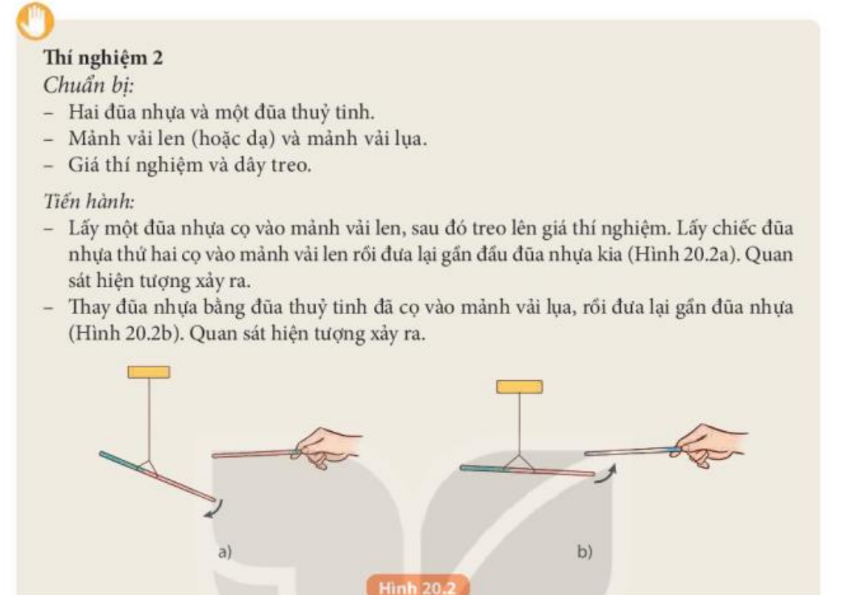 Thí nghiệm 2
Chuẩn bị:
– Hai đũa nhựa và một đũa thuỷ tinh.
– Mảnh vải len (hoặc dạ) và mảnh vải lụa.
– Giá thí nghiệm và dây treo.
Tiến hành:
– Lấy một đũa nhựa cọ vào mảnh vải len, sau đó treo lên giá thí nghiệm. Lấy chiếc đũa
nhựa thứ hai cọ vào mảnh vải len rồi đưa lại gần đầu đũa nhựa kia (Hình 20.2a). Quan
sát hiện tượng xảy ra.
– Thay đũa nhựa bằng đũa thuỷ tinh đã cọ vào mảnh vải lụa, rồi đưa lại gần đũa nhựa
(Hình 20.2b). Quan sát hiện tượng xảy ra.
a)
b)
Hình 20.2